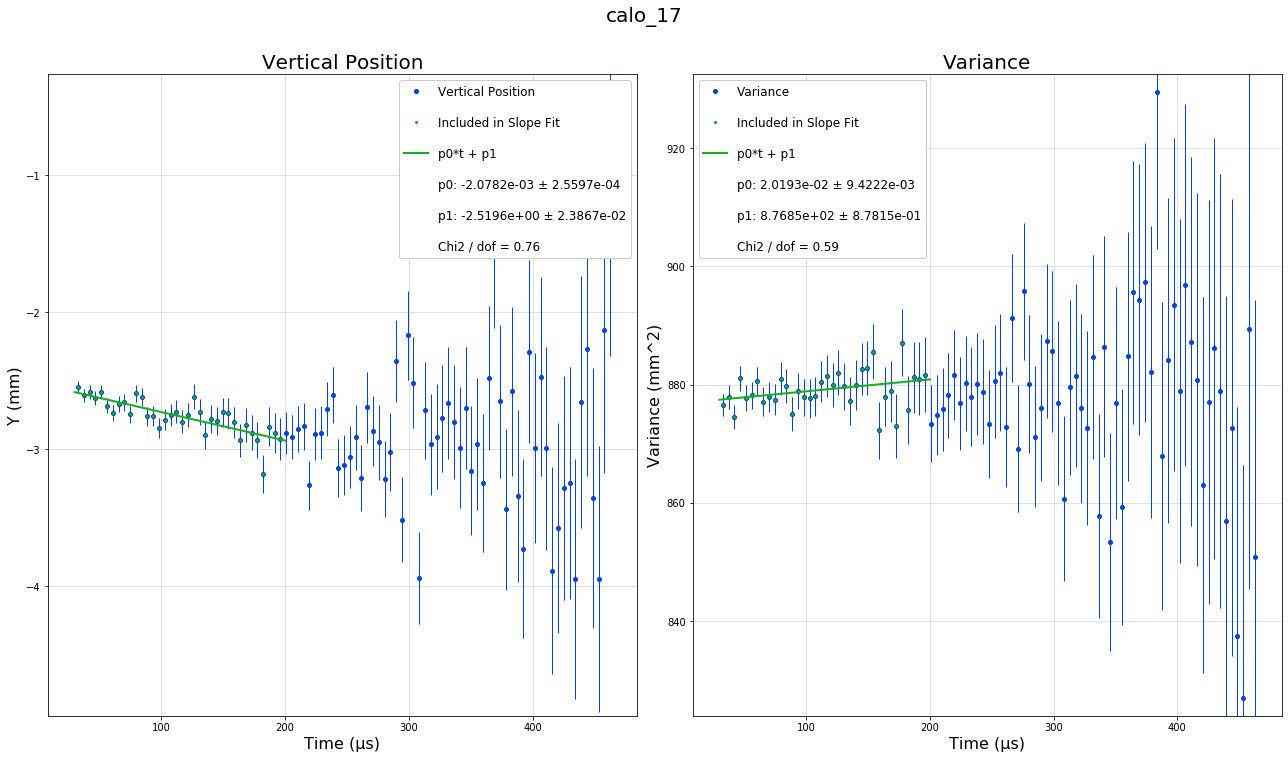 calo_17
Vertical Position
Vertical Position
Included in Slope Fit
p0*t + p1
p0: -2.0782e-03 ± 2.5597e-04
p1: -2.5196e+00 ± 2.3867e-02
Chi2 / dof = 0.76
−1
−2
−3
−4
Y (mm)
100
200
300
400
Time (μs)
Variance
Variance
Included in Slope Fit
p0*t + p1
p0: 2.0193e-02 ± 9.4222e-03
p1: 8.7685e+02 ± 8.7815e-01
Chi2 / dof = 0.59
920
900
880
860
840
Variance (mm^2)
100
200
300
400
Time (μs)